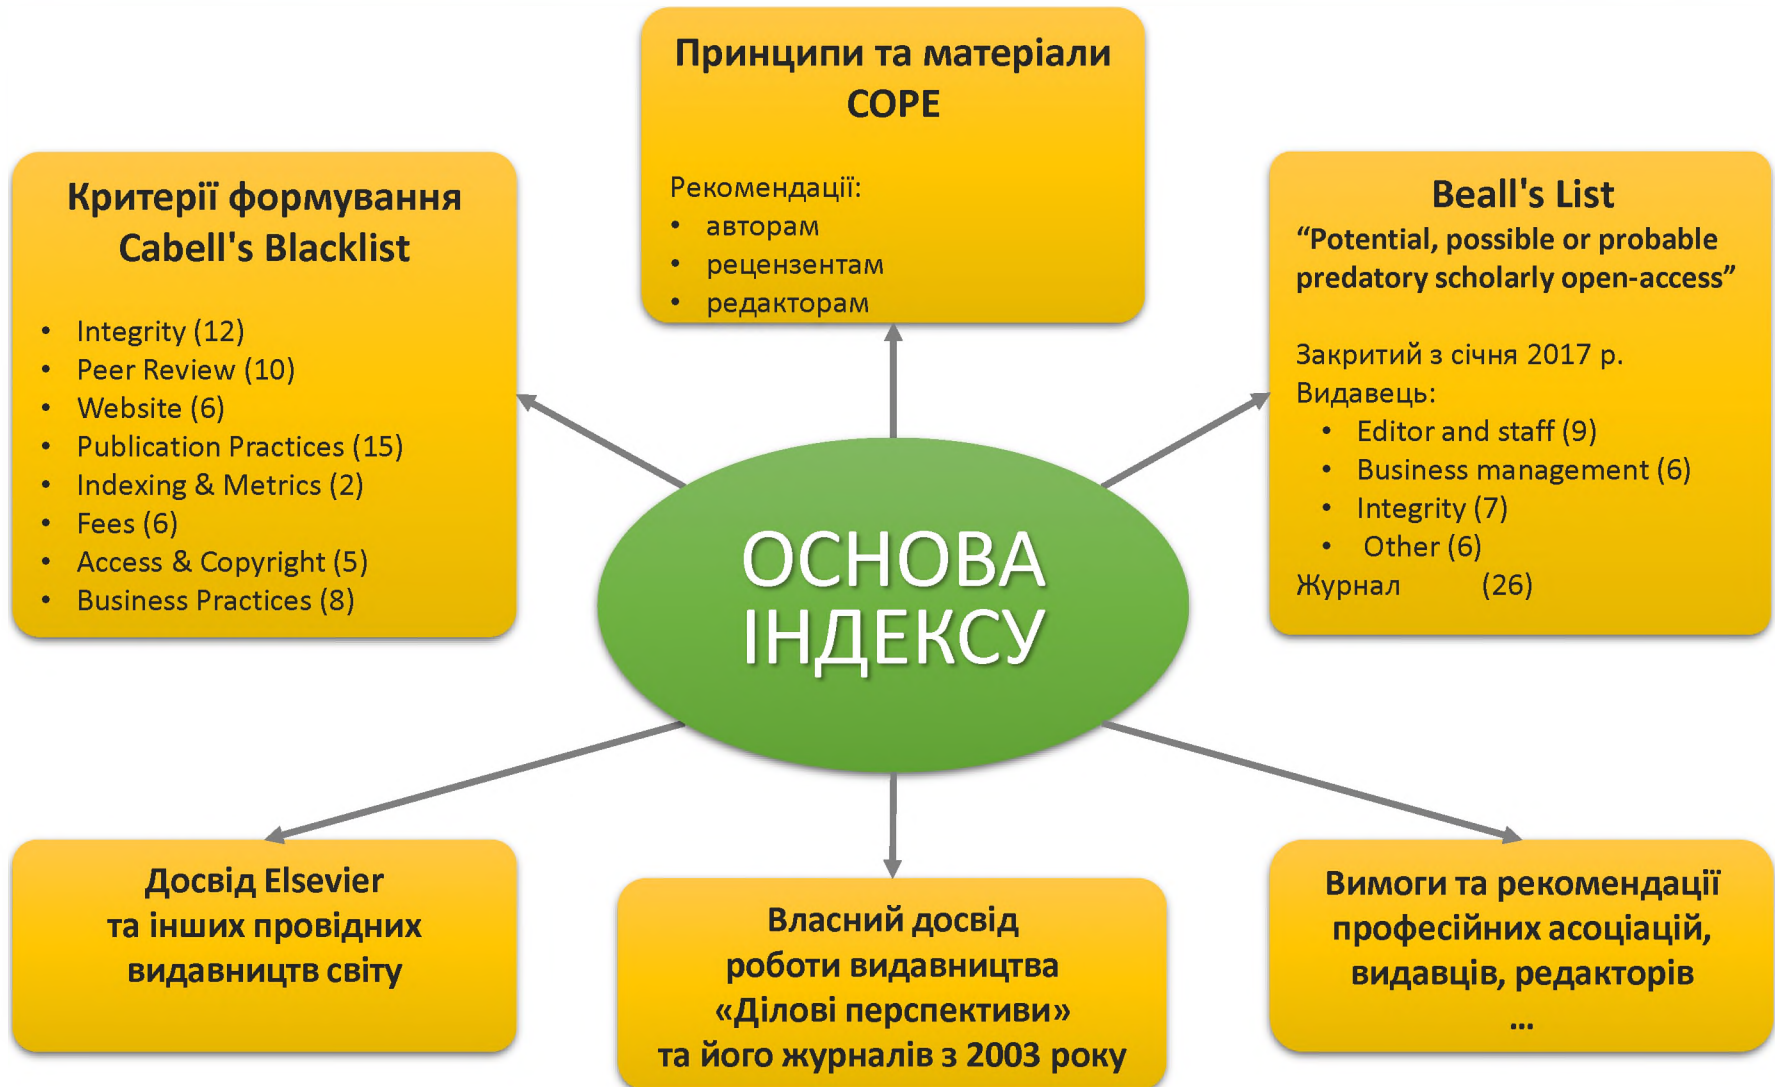 Принципи та матеріали
COPE
Рекомендації:
• авторам
• рецензентам
• редакторам
Критерії формування
Cabell's Blacklist
• Integrity (12)
• Peer Review (10)
• Website (6)
• Publication Practices (15)
• Indexing & Metrics (2)
• Fees (6)
• Access & Copyright (5)
• Business Practices (8)
Beall's List
“Potential, possible or probable
predatory scholarly open-access”
Закритий з січня 2017 р.
Видавець:
• Editor and staff (9)
• Business management (6)
• Integrity (7)
• Other (6)
Журнал (26)
ОСНОВА
ІНДЕКСУ
Досвід Elsevier
та інших провідних
видавництв світу
Власний досвід
роботи видавництва
«Ділові перспективи»
та його журналів з 2003 року
Вимоги та рекомендації
професійних асоціацій,
видавців, редакторів
...